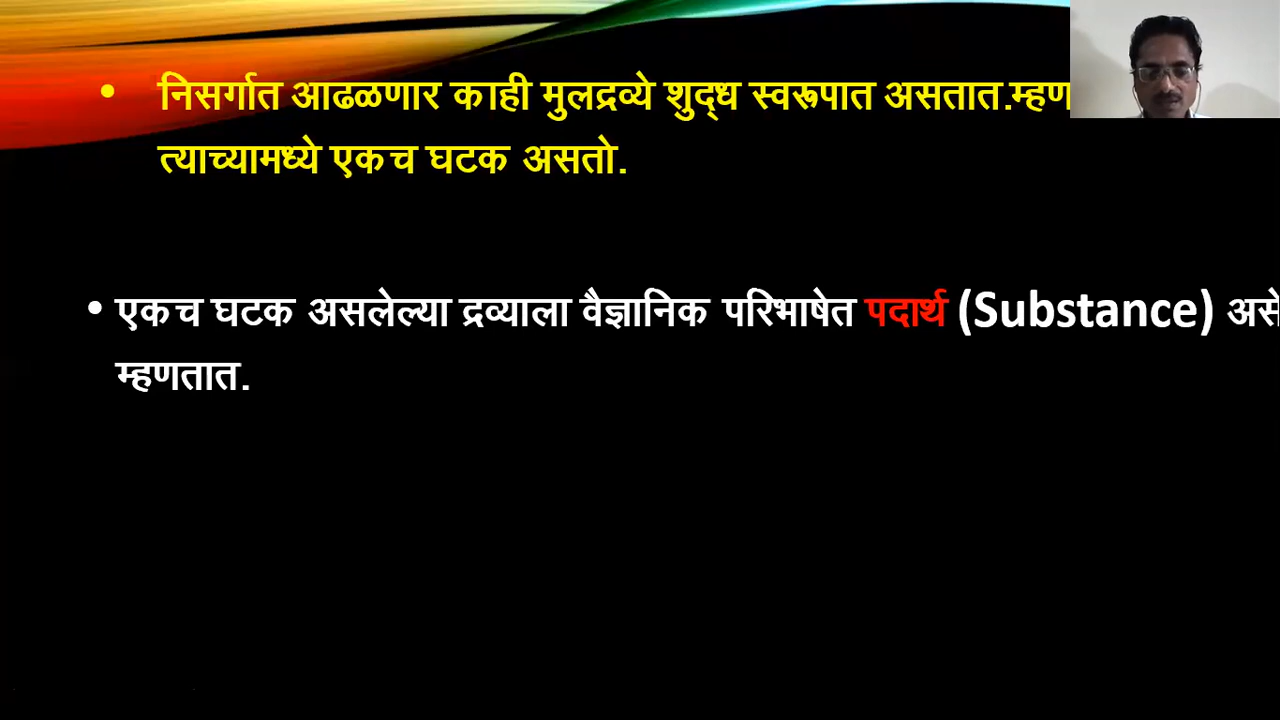 • निसर्गात आढळणार काही मुलद्रव्ये शुद्ध स्वरूपात असतात.म्हण
त्याच्यामध्ये एकच घटक असतो.
• एकच घटक असलेल्या द्रव्याला वैज्ञानिक परिभाषेत पदार्थ (Substance) असे
म्हणतात.